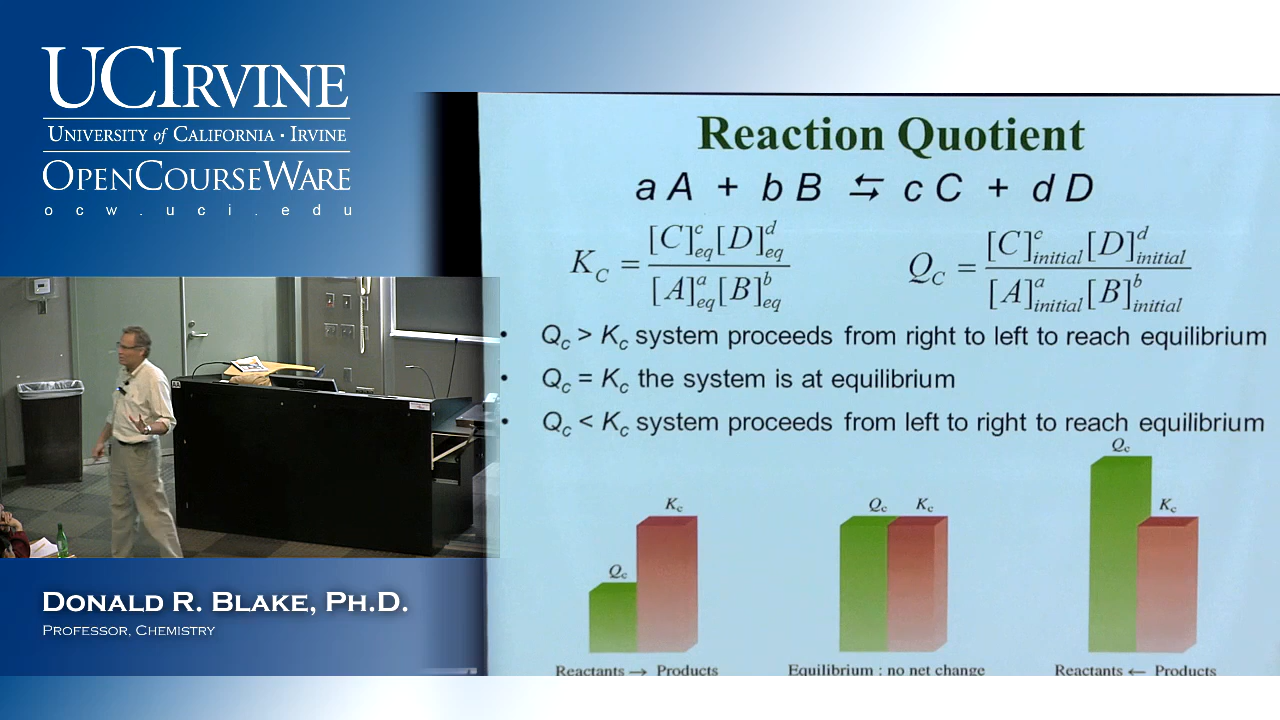 UCIRVINE
UNIVERSITY of CALIFORNIA · IRVINE
OPENCOURSEWARE
ocw.uci.edu
DONALD R. BLAKE, PH.D.
PROFESSOR, CHEMISTRY
Reaction Quotient
a A + b B ⇆ c C + d D
K_C = [C]^c_eq [D]^d_eq / [A]^a_eq [B]^b_eq
Q_C = [C]^c_initial [D]^d_initial / [A]^a_initial [B]^b_initial
• Q_c > K_c system proceeds from right to left to reach equilibrium
• Q_c = K_c the system is at equilibrium
• Q_c < K_c system proceeds from left to right to reach equilibrium
Q_c K_c
Q_c K_c
Q_c K_c
Reactants → Products
Equilibrium : no net change
Reactants ← Products